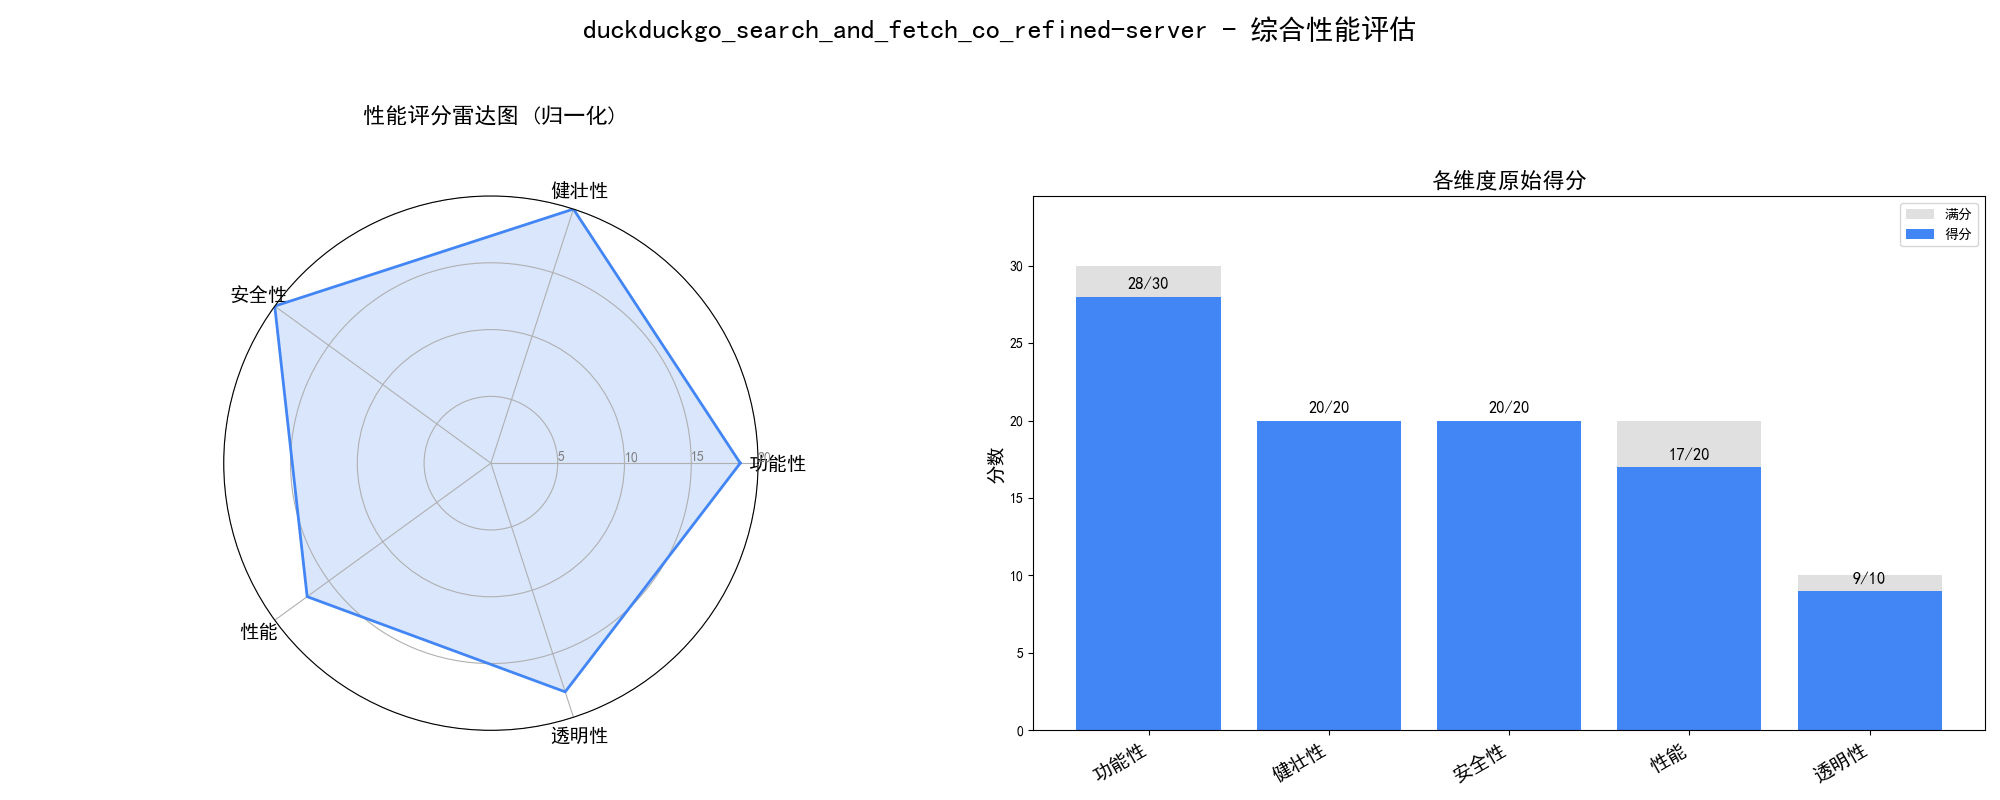 duckduckgo_search_and_fetch_co_refined-server - 综合性能评估
性能评分雷达图 (归一化)
健壮性
安全性
功能性
性能
透明性
5
10
15
20
各维度原始得分
满分
得分
分数
30
25
20
15
10
5
0
28/30
20/20
20/20
17/20
9/10
功能性
健壮性
安全性
性能
透明性